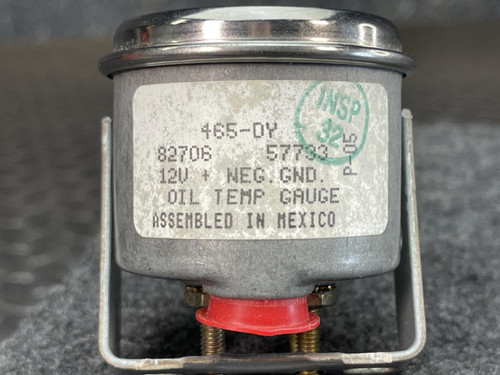 INSP
32
465-DY
82706 57733
12V + NEG.GND.
OIL TEMP GAUGE
ASSEMBLED IN MEXICO
P-05